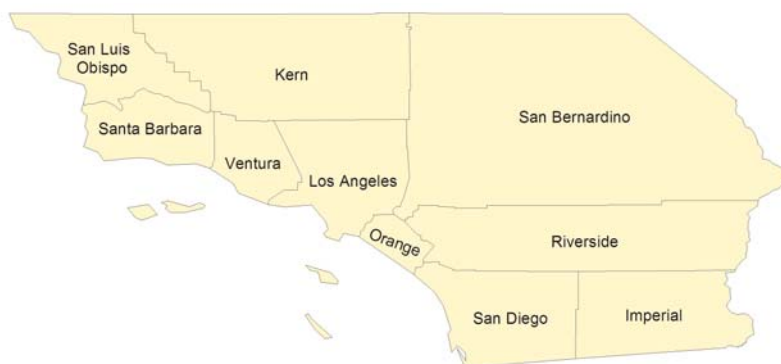 San Luis
Obispo
Kern
San Bernardino
Santa Barbara
Ventura
Los Angeles
Orange
Riverside
San Diego
Imperial